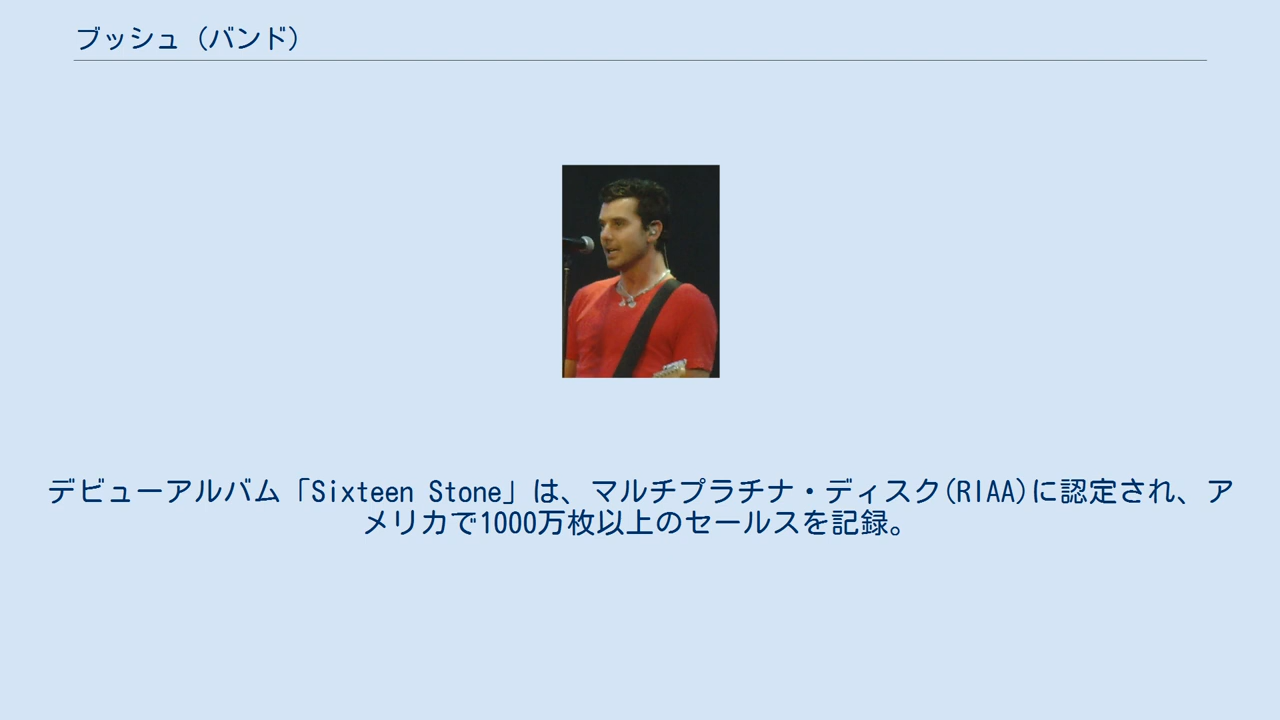 ブッシュ (バンド)
デビューアルバム「Sixteen Stone」は、マルチプラチナ・ディスク(RIAA)に認定され、ア
メリカで1000万枚以上のセールスを記録。